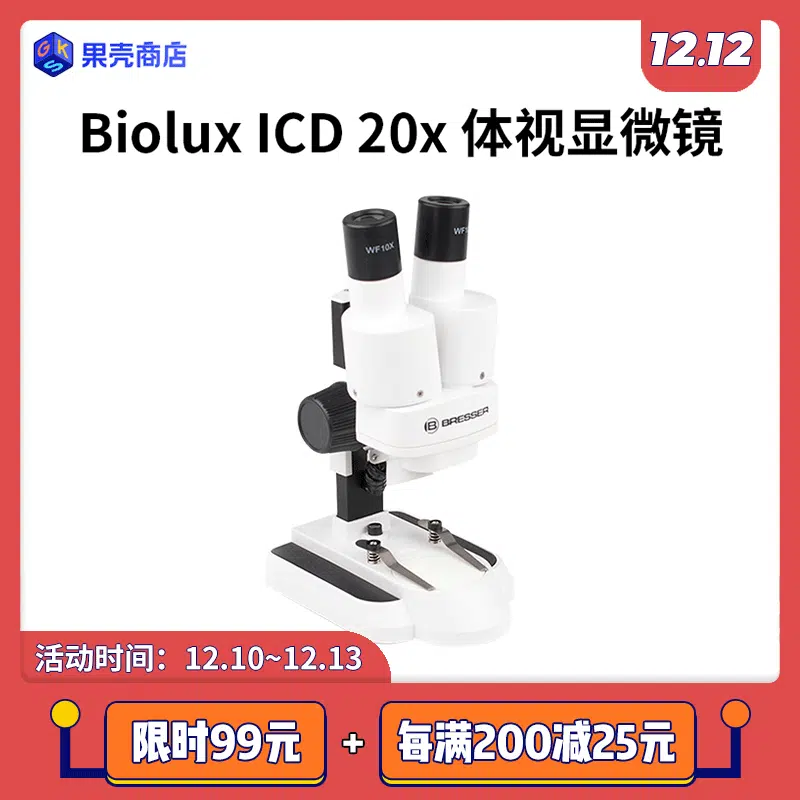 GKS 果壳商店
12.12
Biolux ICD 20x 体视显微镜
WF10X
WF1
B BRESSER
活动时间：12.10~12.13
限时99元 + 每满200减25元